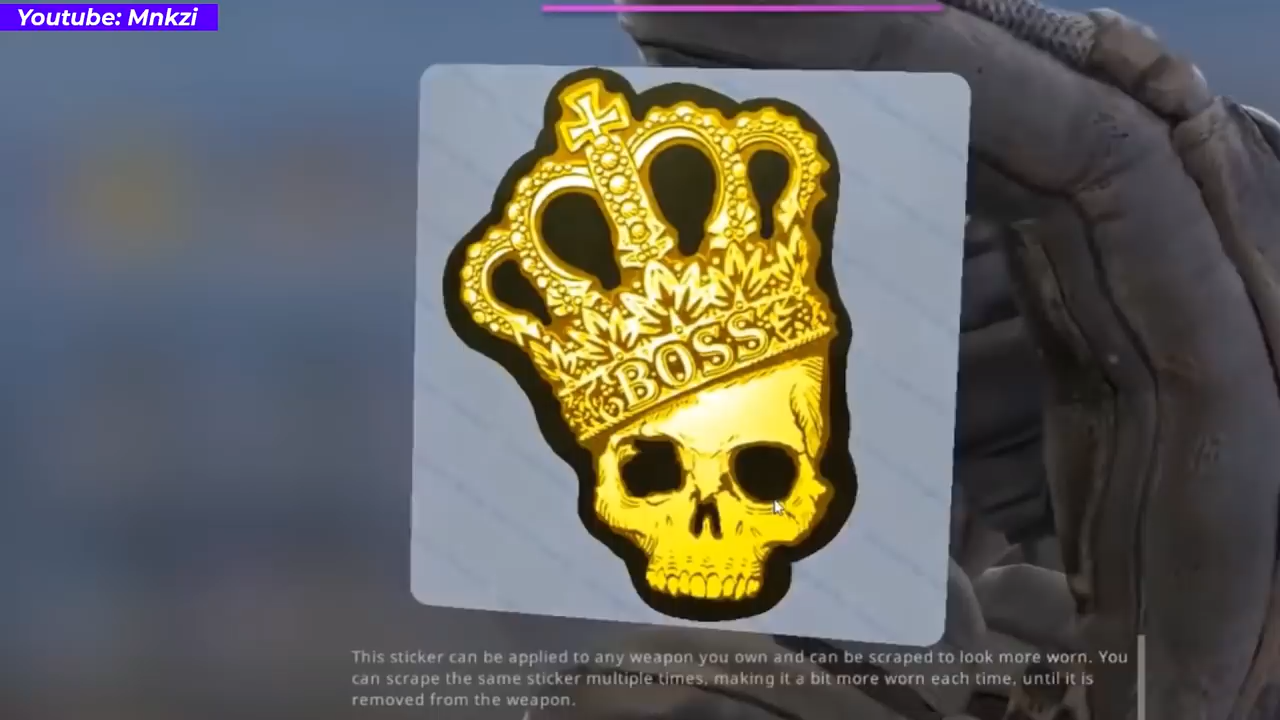 Youtube: Mnkzi
BOSS
This sticker can be applied to any weapon you own and can be scraped to look more worn. You
can scrape the same sticker multiple times, making it a bit more worn each time, until it is
removed from the weapon.